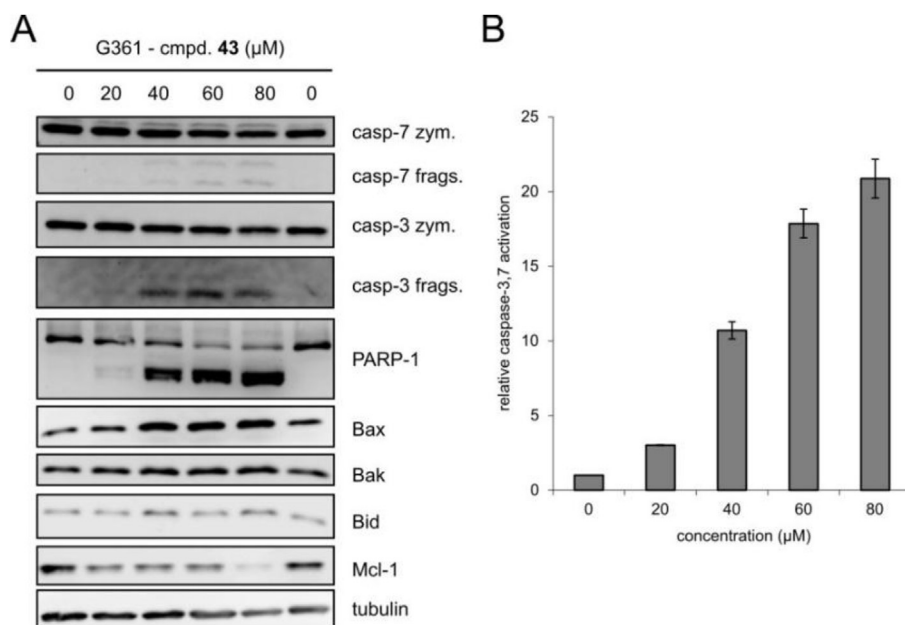 A
G361 - cmpd. 43 (µM)
0 20 40 60 80 0
casp-7 zym.
casp-7 frags.
casp-3 zym.
casp-3 frags.
PARP-1
Bax
Bak
Bid
Mcl-1
tubulin
B
relative caspase-3,7 activation
25
20
15
10
5
0
0 20 40 60 80
concentration (µM)